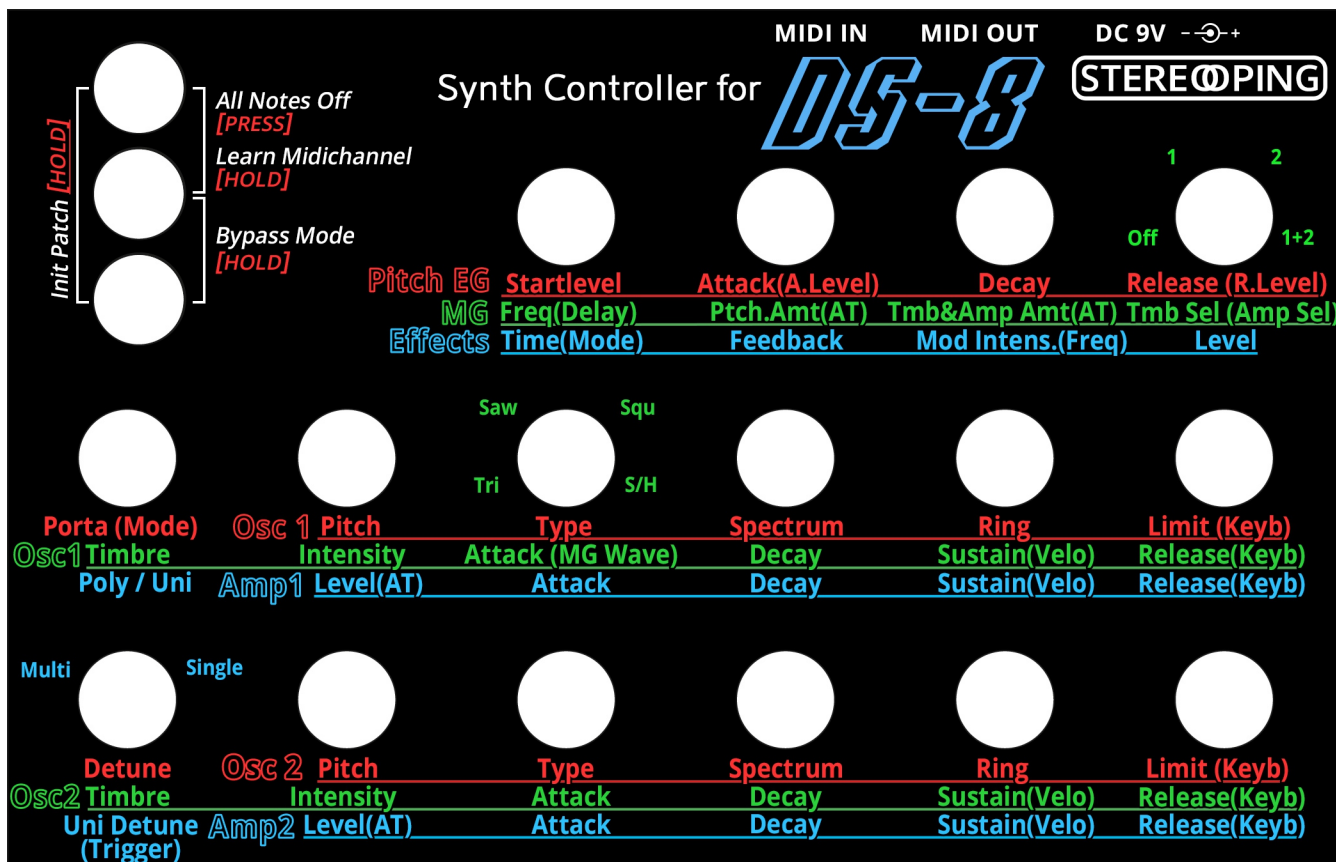 MIDI IN MIDI OUT DC 9V
Synth Controller for DS-8 STEREOOPING
Init Patch [HOLD]
All Notes Off
[PRESS]
Learn Midichannel
[HOLD]
Bypass Mode
[HOLD]
1 2
Off 1+2
Pitch EG Startlevel Attack(A.Level) Decay Release (R.Level)
MG Freq(Delay) Ptch.Amt(AT) Tmb&Amp Amt(AT) Tmb Sel (Amp Sel)
Effects Time(Mode) Feedback Mod Intens.(Freq) Level
Saw Squ
Tri S/H
Porta (Mode) Osc 1 Pitch Type Spectrum Ring Limit (Keyb)
Osc1 Timbre Intensity Attack (MG Wave) Decay Sustain(Velo) Release(Keyb)
Poly / Uni Amp1 Level(AT) Attack Decay Sustain(Velo) Release(Keyb)
Multi Single
Detune Osc 2 Pitch Type Spectrum Ring Limit (Keyb)
Osc2 Timbre Intensity Attack Decay Sustain(Velo) Release(Keyb)
Uni Detune Amp2 Level(AT) Attack Decay Sustain(Velo) Release(Keyb)
(Trigger)